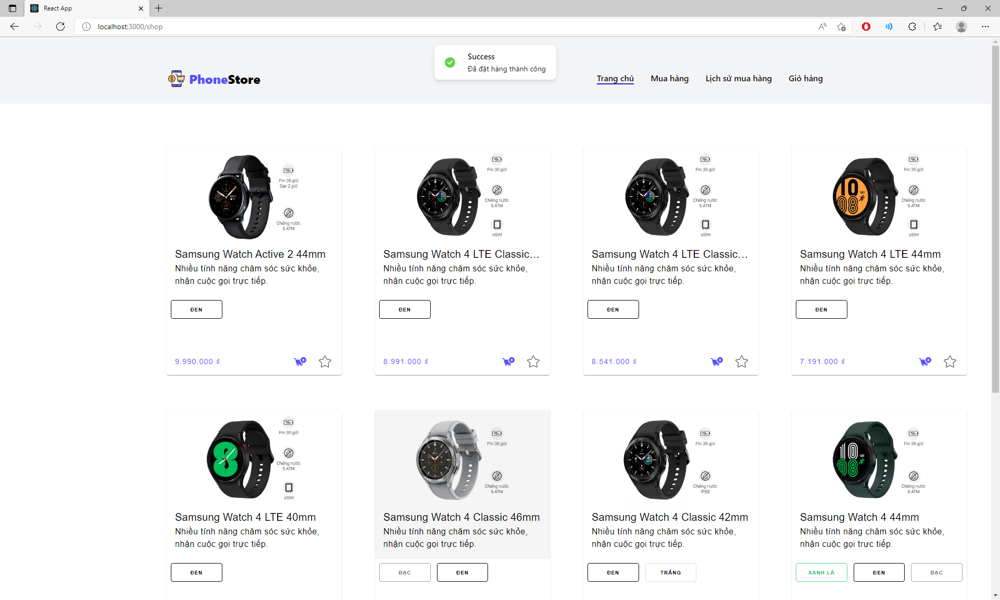 React App
localhost:3000/shop
Success
Đã đặt hàng thành công
PhoneStore
Trang chủ
Mua hàng
Lịch sử mua hàng
Giỏ hàng
Pin 36 giờ
Sạc 2 giờ
Chống nước
5 ATM
Samsung Watch Active 2 44mm
Nhiều tính năng chăm sóc sức khỏe,
nhận cuộc gọi trực tiếp.
ĐEN
9.990.000 ₫
Pin 36 giờ
Chống nước
5 ATM
eSIM
Samsung Watch 4 LTE Classic...
Nhiều tính năng chăm sóc sức khỏe,
nhận cuộc gọi trực tiếp.
ĐEN
8.991.000 ₫
Pin 36 giờ
Chống nước
5 ATM
eSIM
Samsung Watch 4 LTE Classic...
Nhiều tính năng chăm sóc sức khỏe,
nhận cuộc gọi trực tiếp.
ĐEN
8.541.000 ₫
10
08
GO!
Pin 36 giờ
Chống nước
5 ATM
eSIM
Samsung Watch 4 LTE 44mm
Nhiều tính năng chăm sóc sức khỏe,
nhận cuộc gọi trực tiếp.
ĐEN
7.191.000 ₫
8
Pin 36 giờ
Chống nước
5 ATM
eSIM
Samsung Watch 4 LTE 40mm
Nhiều tính năng chăm sóc sức khỏe,
nhận cuộc gọi trực tiếp.
ĐEN
Pin 36 giờ
Chống nước
5 ATM
Samsung Watch 4 Classic 46mm
Nhiều tính năng chăm sóc sức khỏe,
nhận cuộc gọi trực tiếp.
BẠC
ĐEN
Pin 36 giờ
Chống nước
IP68
Samsung Watch 4 Classic 42mm
Nhiều tính năng chăm sóc sức khỏe,
nhận cuộc gọi trực tiếp.
ĐEN
TRẮNG
10
08
GO!
Pin 36 giờ
Chống nước
5 ATM
Samsung Watch 4 44mm
Nhiều tính năng chăm sóc sức khỏe,
nhận cuộc gọi trực tiếp.
XANH LÁ
ĐEN
BẠC